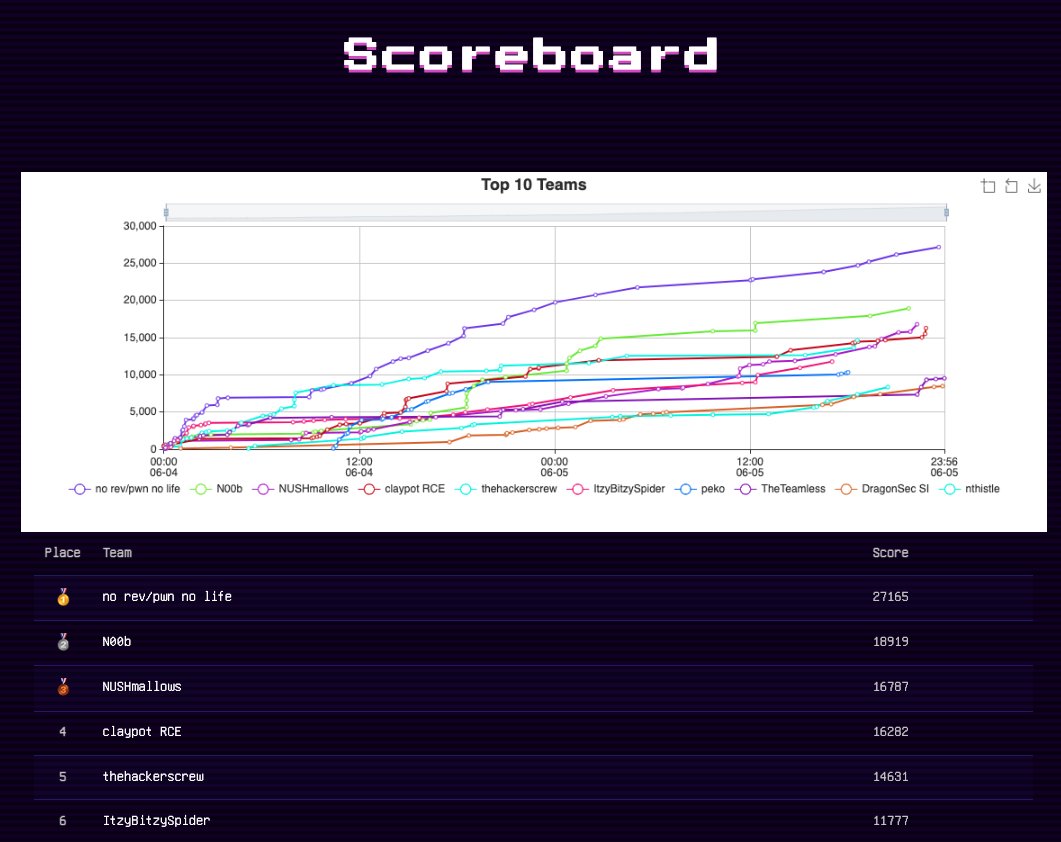 Scoreboard
Top 10 Teams
30,000
25,000
20,000
15,000
10,000
5,000
0
00:00 12:00 00:00 12:00 23:56
06-04 06-04 06-05 06-05 06-05
no rev/pwn no life N00b NUSHmallows claypot RCE thehackerscrew ItzyBitzySpider peko TheTeamless DragonSec SI nthistle
Place Team Score
1 no rev/pwn no life 27165
2 N00b 18919
3 NUSHmallows 16787
4 claypot RCE 16282
5 thehackerscrew 14631
6 ItzyBitzySpider 11777